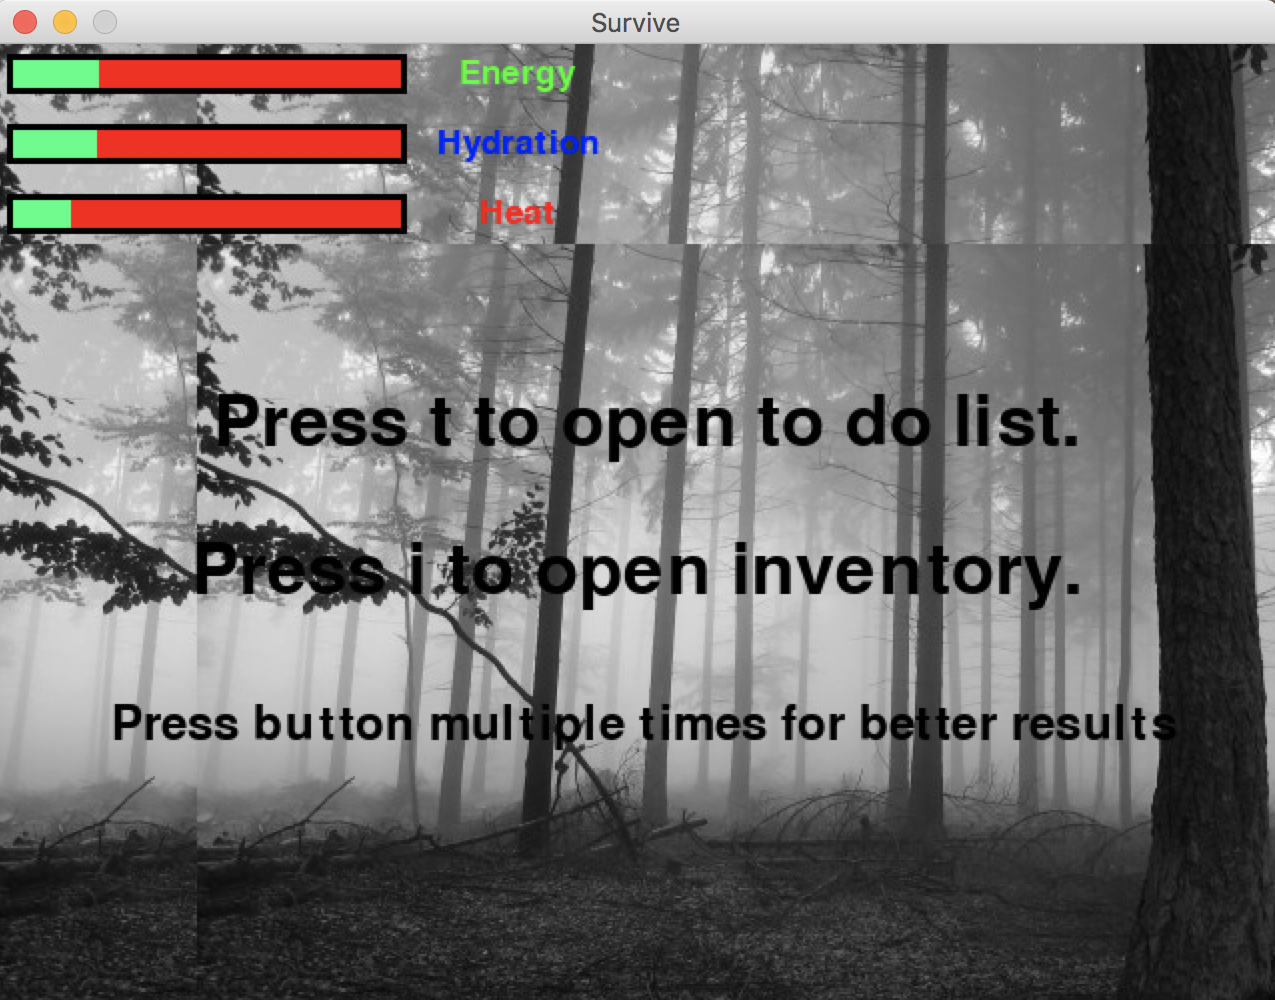 Survive
Energy
Hydration
Heat
Press t to open to do list.
Press i to open inventory.
Press button multiple times for better results